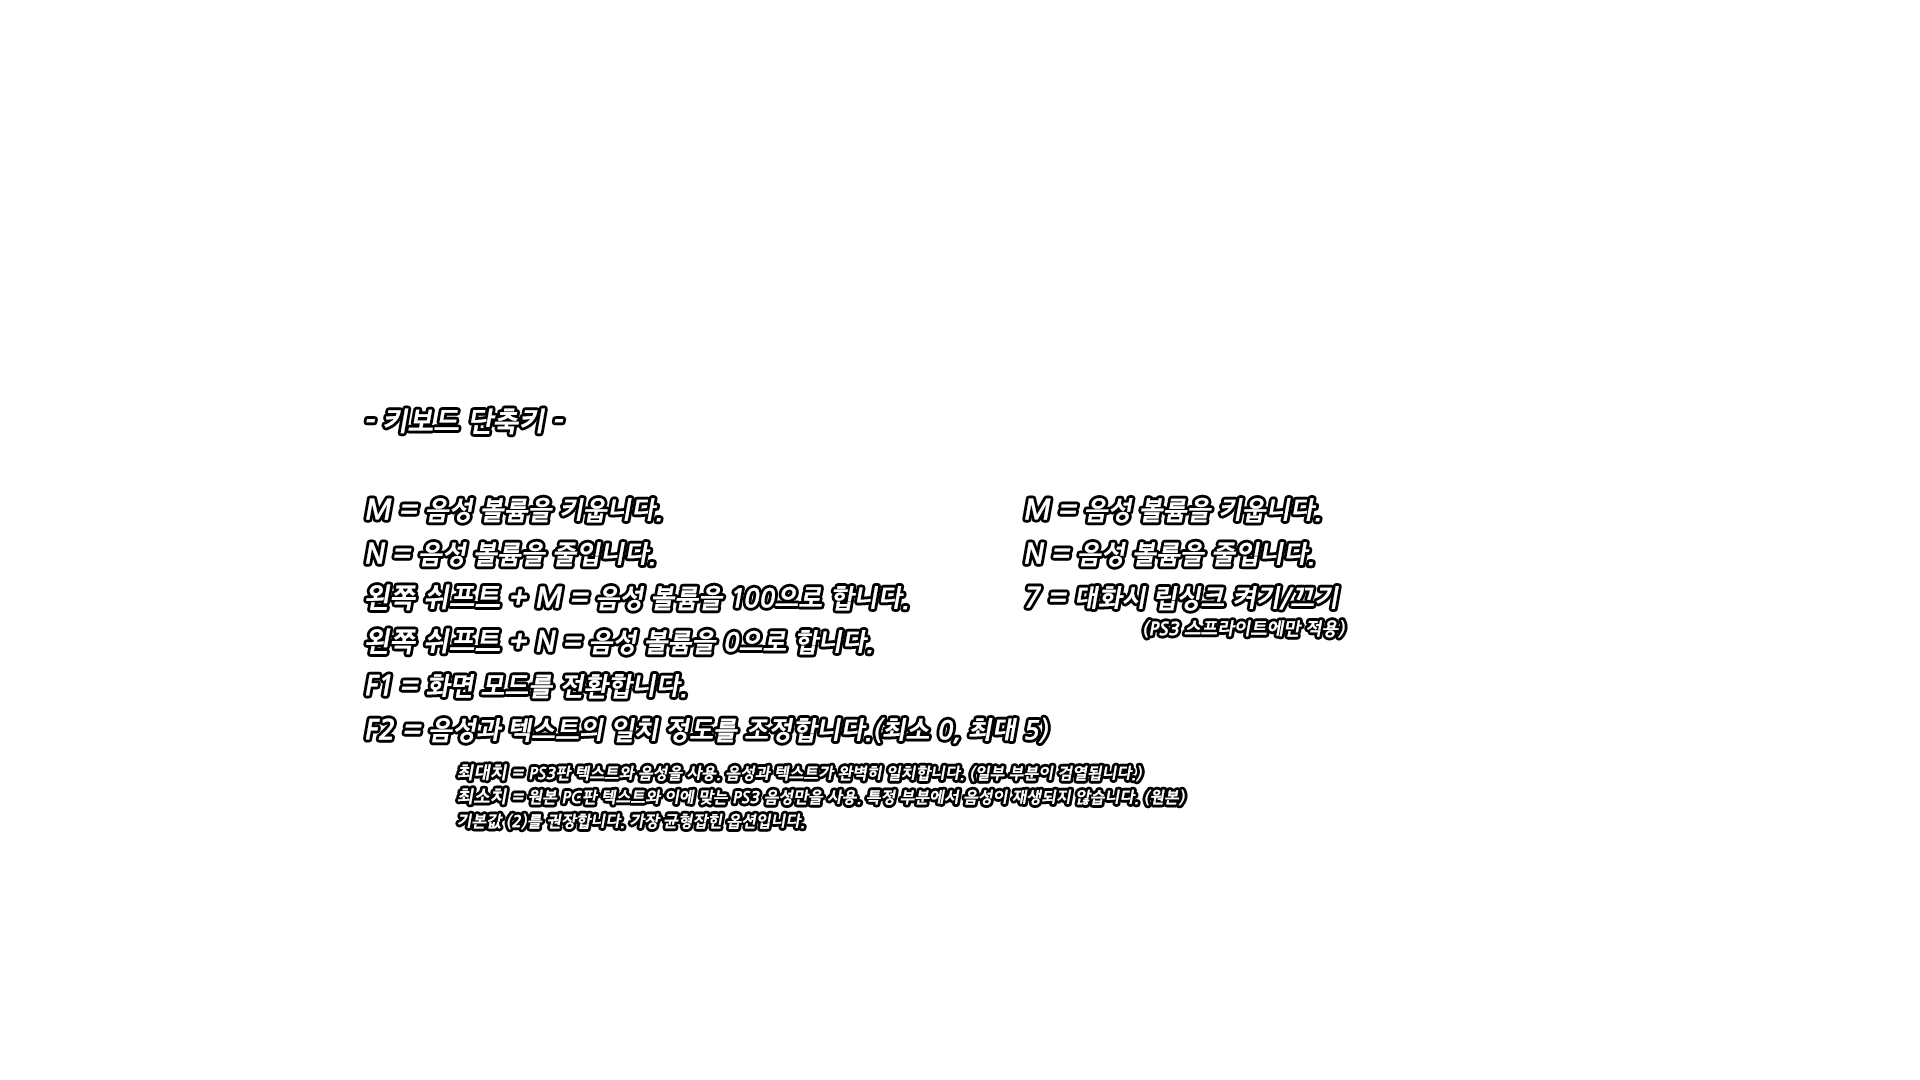 - 키보드 단축키 -
M = 음성 볼륨을 키웁니다.
N = 음성 볼륨을 줄입니다.
왼쪽 쉬프트 + M = 음성 볼륨을 100으로 합니다.
왼쪽 쉬프트 + N = 음성 볼륨을 0으로 합니다.
F1 = 화면 모드를 전환합니다.
F2 = 음성과 텍스트의 일치 정도를 조정합니다.(최소 0, 최대 5)
최대치 = PS3판 텍스트와 음성을 사용. 음성과 텍스트가 완벽히 일치합니다. (일부 부분이 검열됩니다.)
최소치 = 원본 PC판 텍스트와 이에 맞는 PS3 음성만을 사용. 특정 부분에서 음성이 재생되지 않습니다. (원본)
기본값 (2)를 권장합니다. 가장 균형잡힌 옵션입니다.
M = 음성 볼륨을 키웁니다.
N = 음성 볼륨을 줄입니다.
7 = 대화시 립싱크 켜기/끄기
(PS3 스프라이트에만 적용)